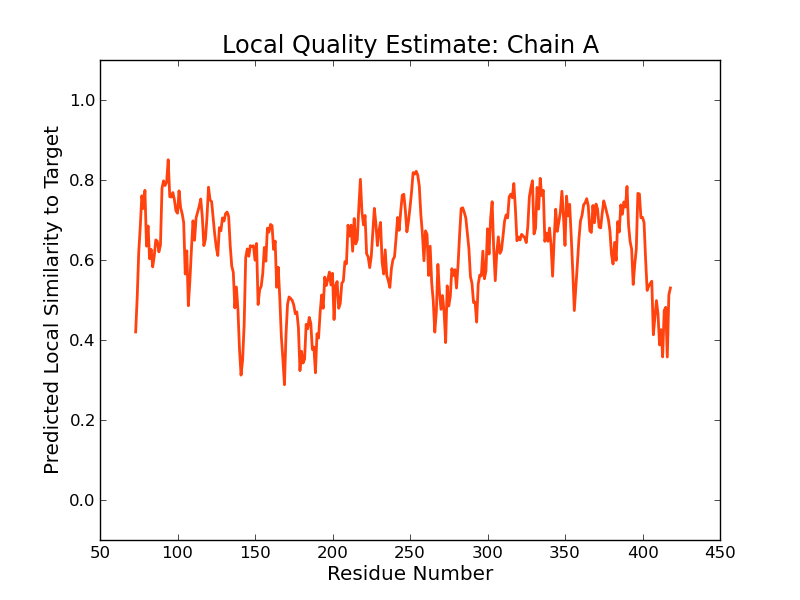 Local Quality Estimate: Chain A
Predicted Local Similarity to Target
1.0
0.8
0.6
0.4
0.2
0.0
50 100 150 200 250 300 350 400 450
Residue Number